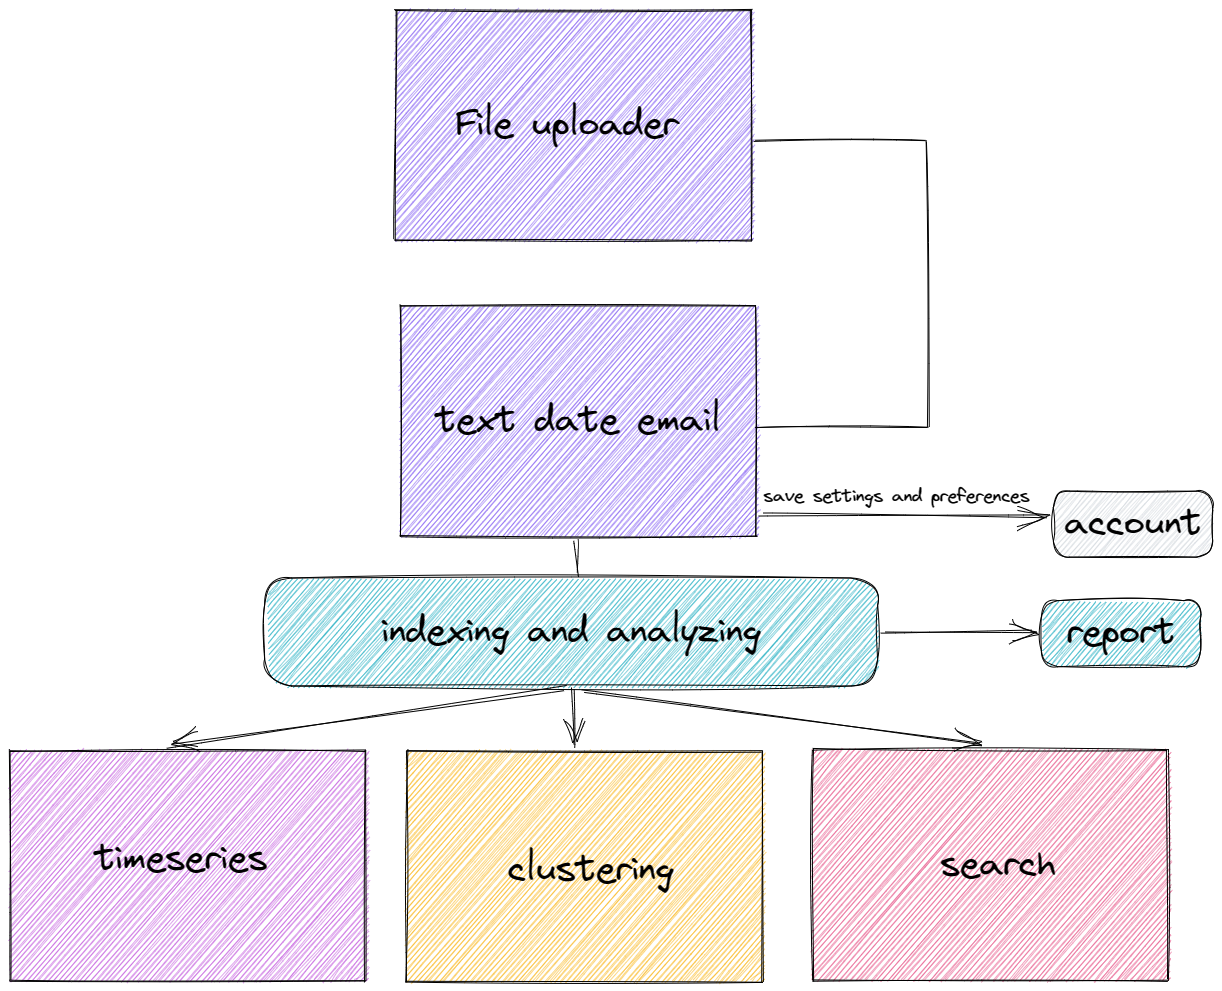 File uploader
text date email
save settings and preferences
account
indexing and analyzing
report
timeseries
clustering
search